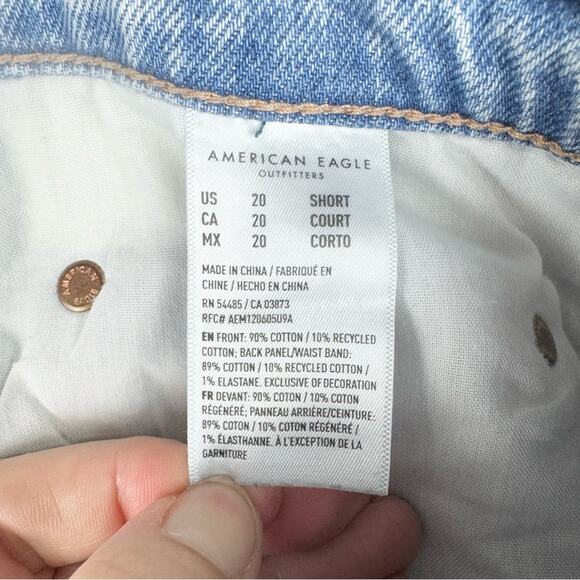 AMERICAN EAGLE
OUTFITTERS
US 20 SHORT
CA 20 COURT
MX 20 CORTO
MADE IN CHINA / FABRIQUÉ EN
CHINE / HECHO EN CHINA
RN 54485 / CA 03873
RFC# AEM120605U9A
EN FRONT: 90% COTTON / 10% RECYCLED
COTTON; BACK PANEL/WAIST BAND:
89% COTTON / 10% RECYCLED COTTON /
1% ELASTANE. EXCLUSIVE OF DECORATION
FR DEVANT: 90% COTON / 10% COTON
RÉGÉNÉRÉ; PANNEAU ARRIÈRE/CEINTURE:
89% COTON / 10% COTON RÉGÉNÉRÉ /
1% ÉLASTHANNE. À L'EXCEPTION DE LA
GARNITURE
AMERICAN
EAGLE